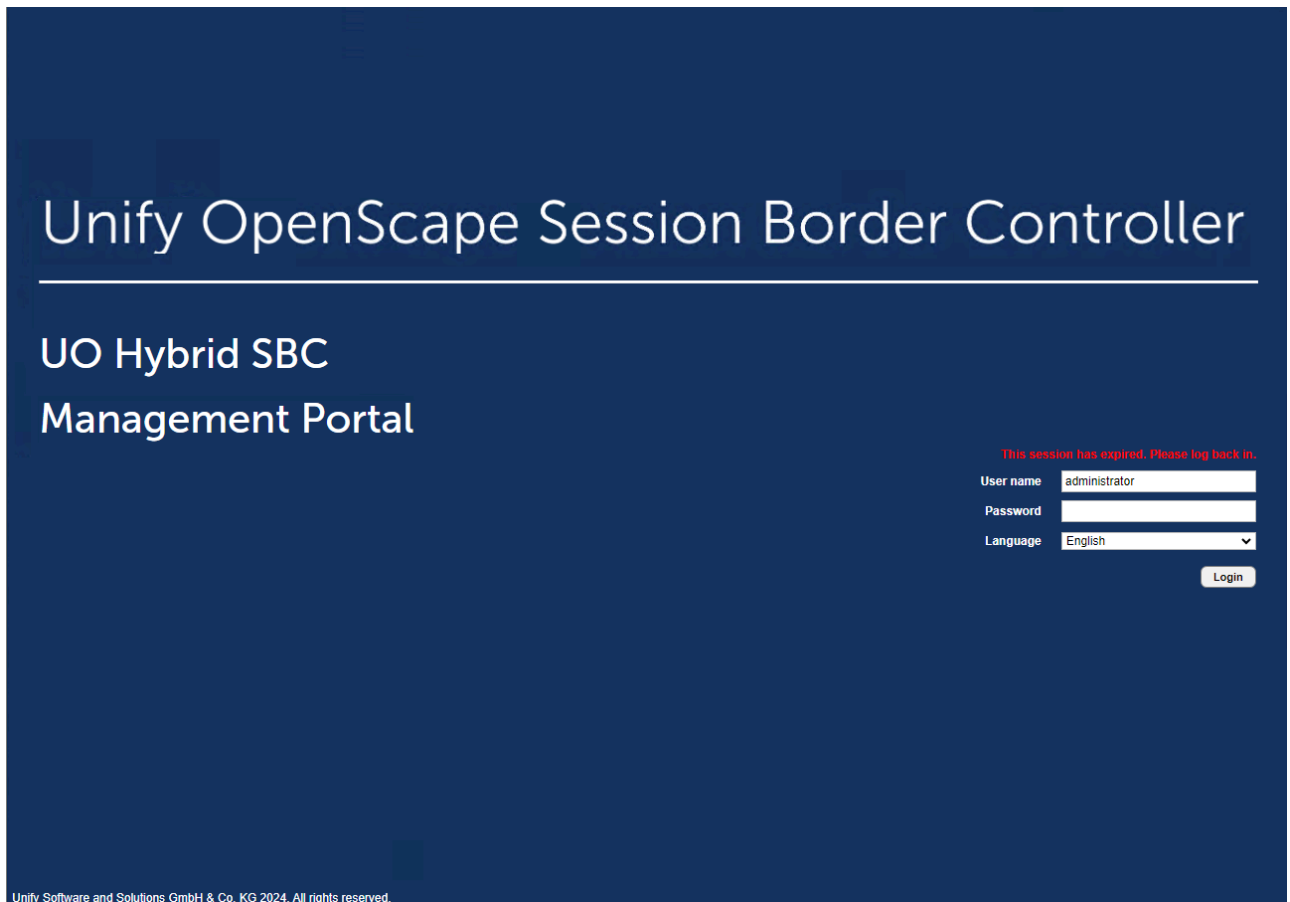 Unify OpenScape Session Border Controller
UO Hybrid SBC
Management Portal
This session has expired. Please log back in.
User name administrator
Password
Language English
Login
Unify Software and Solutions GmbH & Co. KG 2024. All rights reserved.